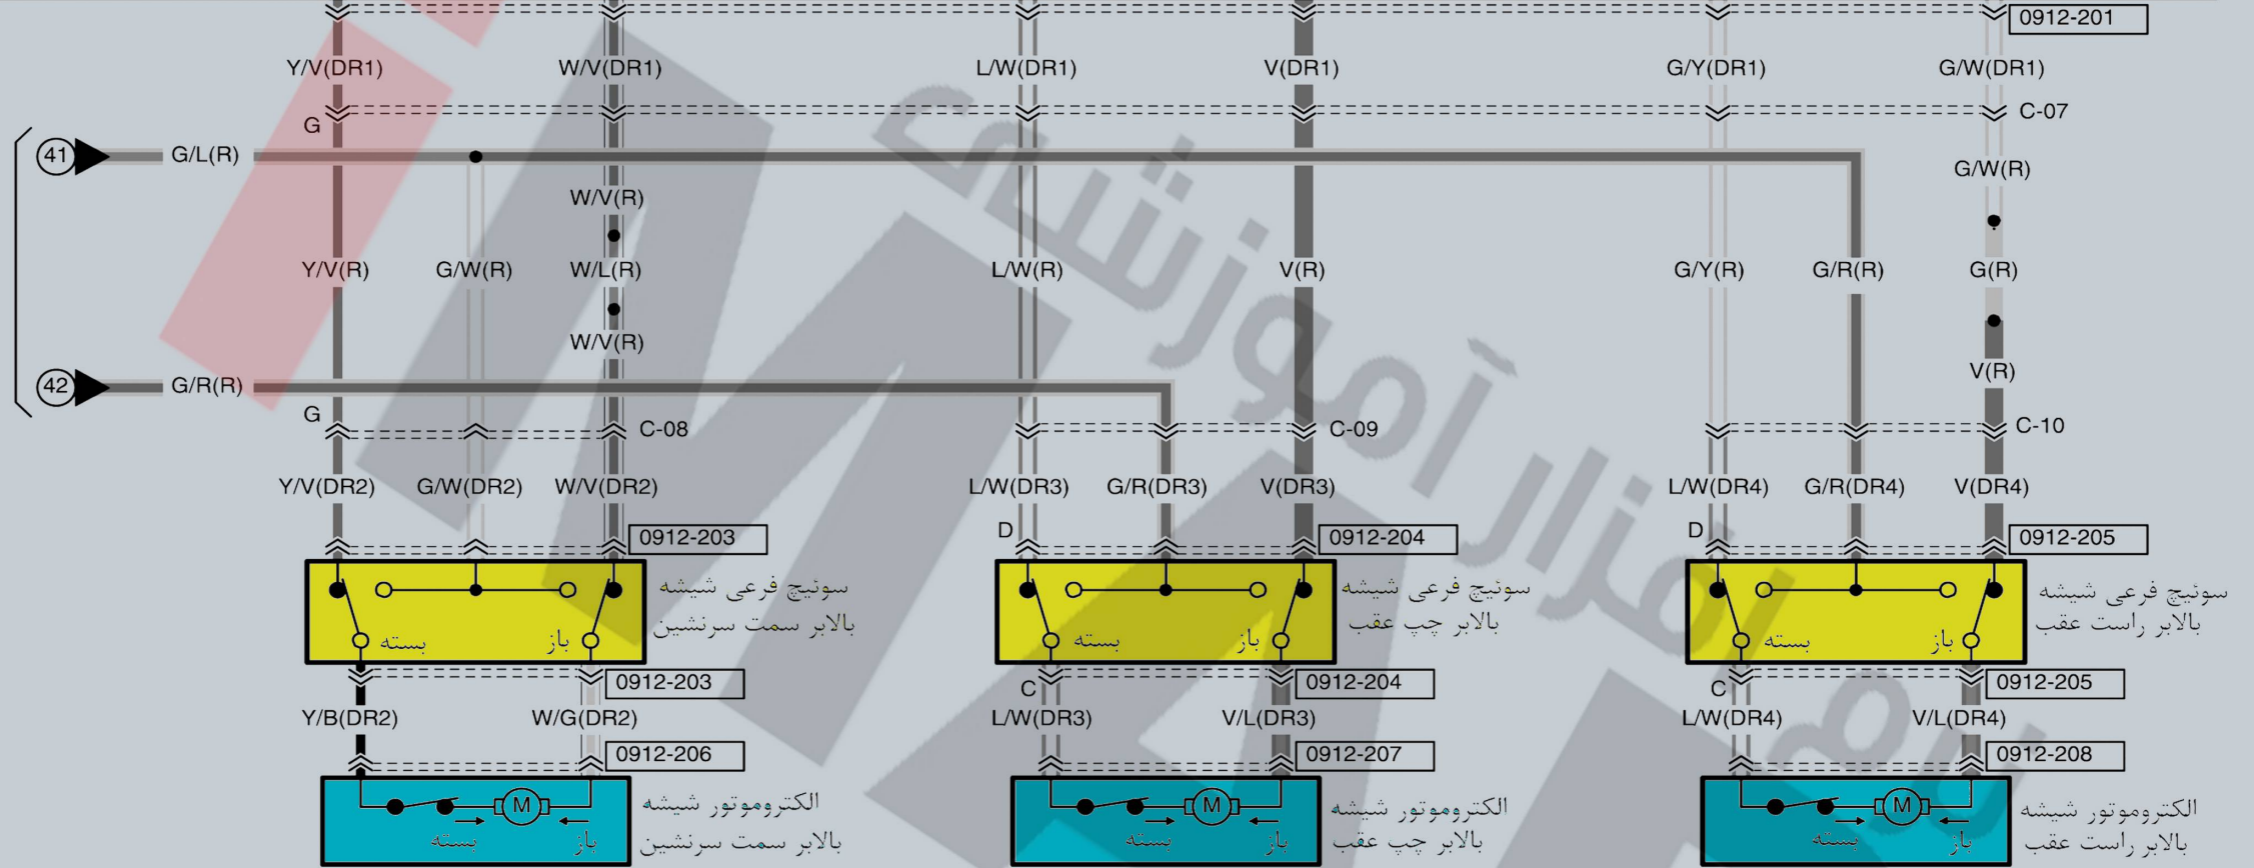 0912-201
Y/V(DR1) W/V(DR1) L/W(DR1) V(DR1) G/Y(DR1) G/W(DR1)
G C-07
41 G/L(R) G/W(R)
W/V(R)
Y/V(R) G/W(R) W/L(R) L/W(R) V(R) G/Y(R) G/R(R) G(R)
W/V(R) V(R)
42 G/R(R)
G C-08 C-09 C-10
Y/V(DR2) G/W(DR2) W/V(DR2) L/W(DR3) G/R(DR3) V(DR3) L/W(DR4) G/R(DR4) V(DR4)
0912-203 D 0912-204 D 0912-205
سوئیچ فرعی شیشه
بالابر سمت سرنشین
بسته باز
سوئیچ فرعی شیشه
بالابر چپ عقب
بسته باز
سوئیچ فرعی شیشه
بالابر راست عقب
بسته باز
0912-203 C 0912-204 C 0912-205
Y/B(DR2) W/G(DR2) L/W(DR3) V/L(DR3) L/W(DR4) V/L(DR4)
0912-206 0912-207 0912-208
M
الکتروموتور شیشه
بالابر سمت سرنشین
بسته باز
M
الکتروموتور شیشه
بالابر چپ عقب
بسته باز
M
الکتروموتور شیشه
بالابر راست عقب
بسته باز
نرم افزار آموزشی